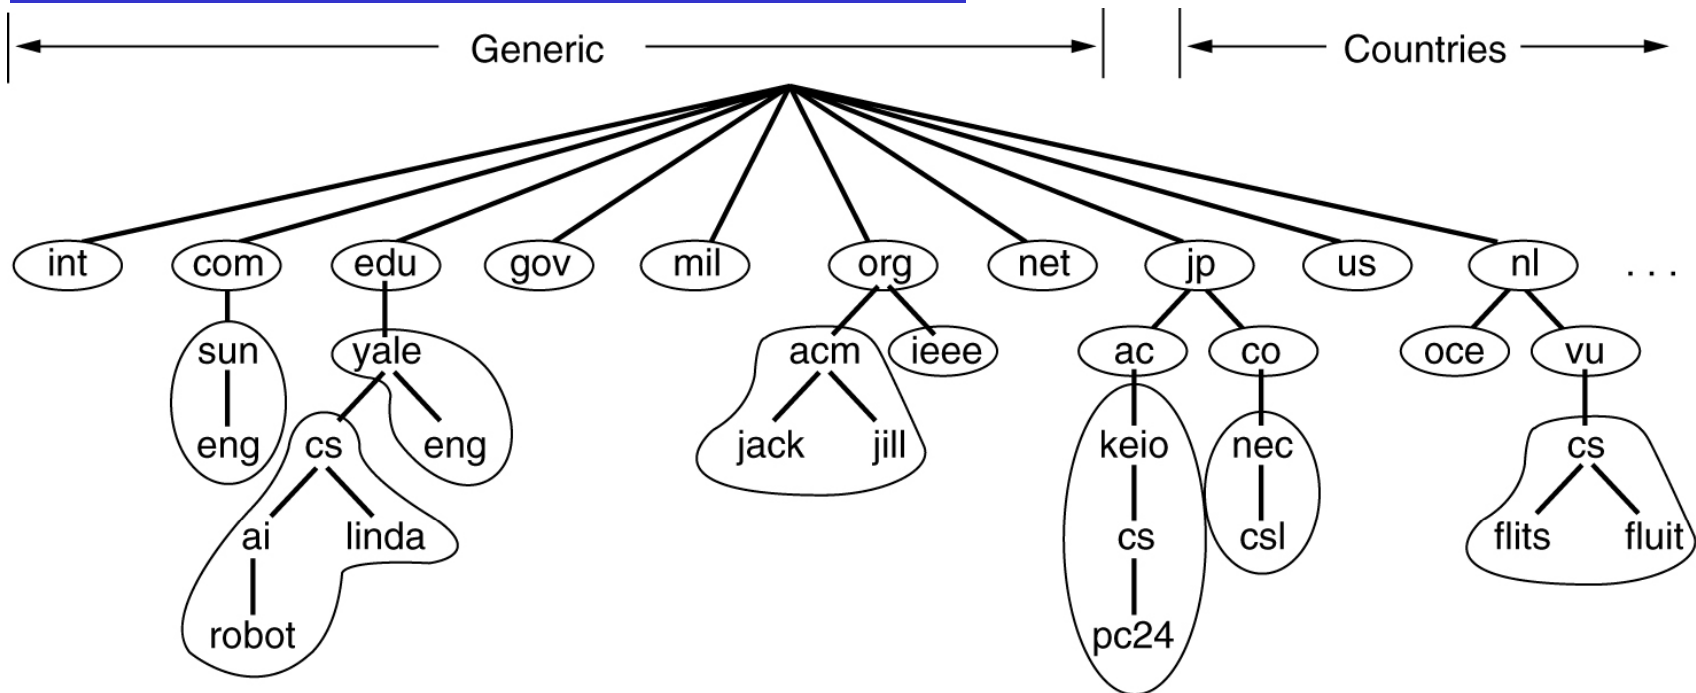 Generic Countries
int com edu gov mil org net jp us nl . . .
sun yale acm ieee ac co oce vu
eng cs eng jack jill keio nec cs
ai linda cs csl flits fluit
robot pc24